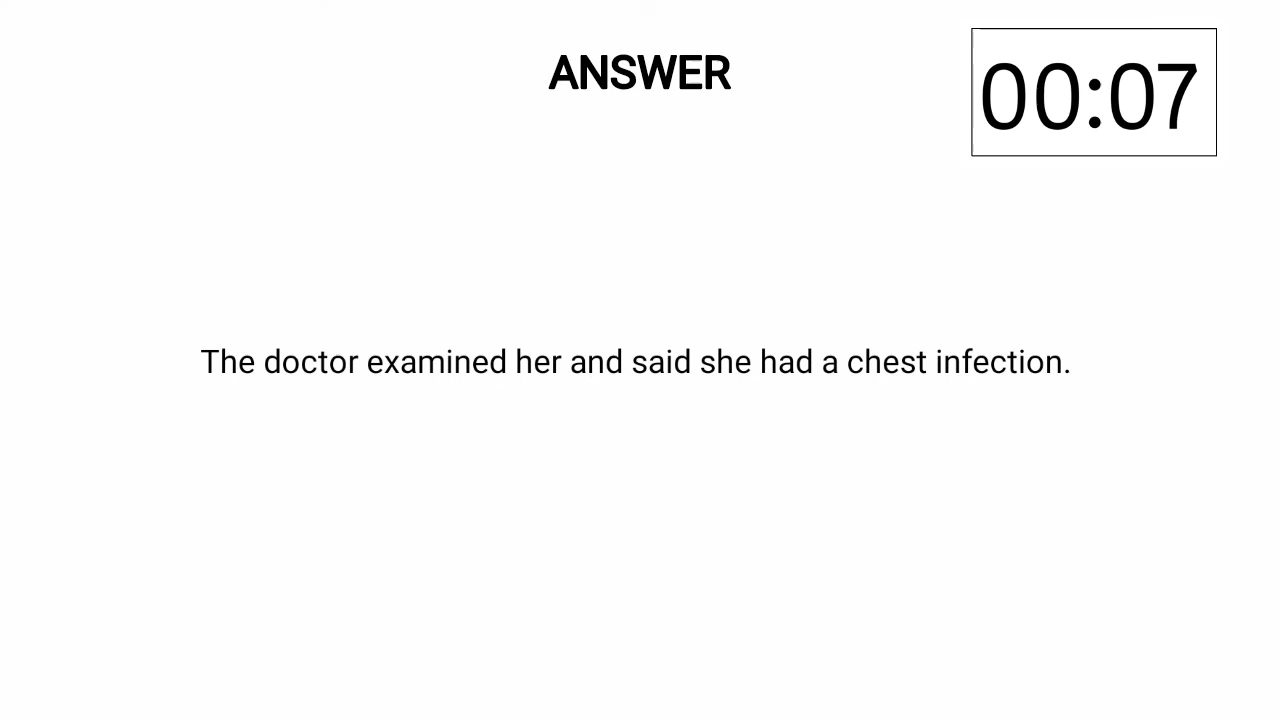 ANSWER
00:07
The doctor examined her and said she had a chest infection.